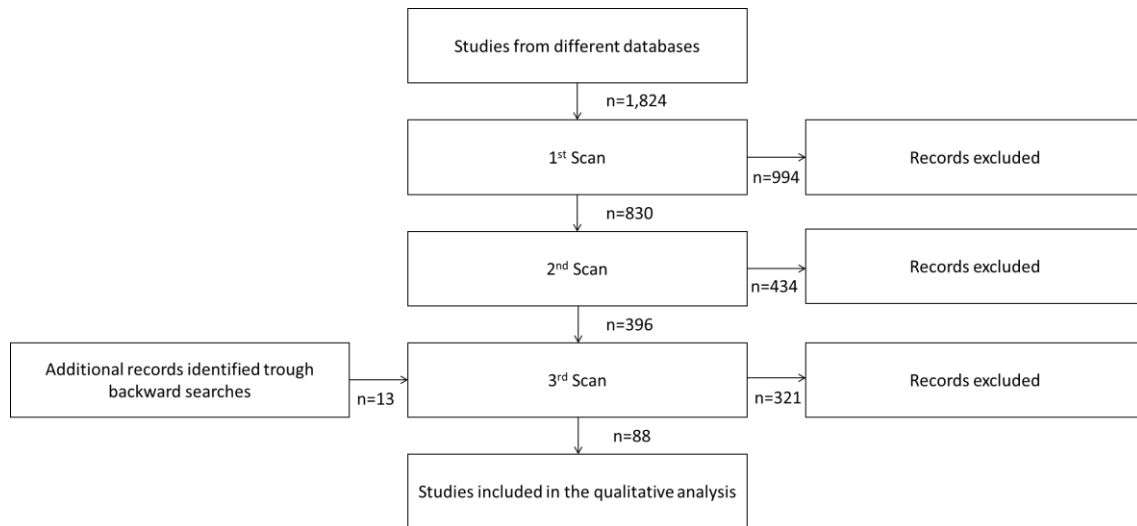 Studies from different databases
n=1,824
1st Scan
n=994
Records excluded
n=830
2nd Scan
n=434
Records excluded
n=396
Additional records identified trough
backward searches
n=13
3rd Scan
n=321
Records excluded
n=88
Studies included in the qualitative analysis